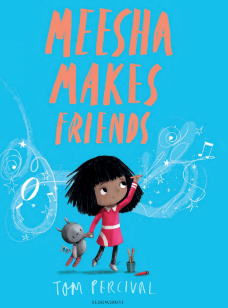 MEESHA
MAKES
FRIENDS
TOM PERCIVAL
BLOOMSBURY